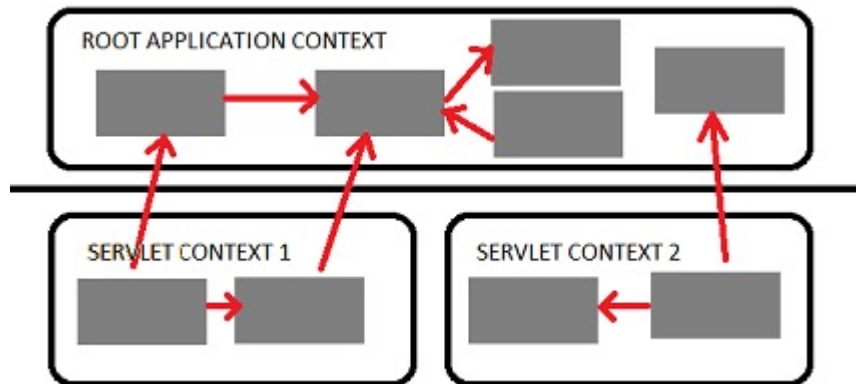 ROOT APPLICATION CONTEXT
SERVLET CONTEXT 1
SERVLET CONTEXT 2